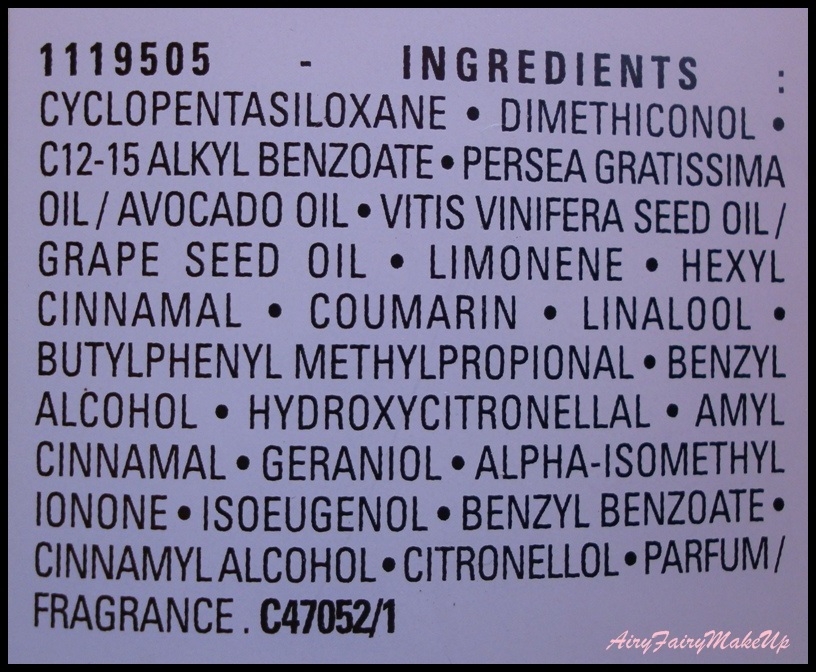 1119505 - INGREDIENTS :
CYCLOPENTASILOXANE • DIMETHICONOL •
C12-15 ALKYL BENZOATE • PERSEA GRATISSIMA
OIL / AVOCADO OIL • VITIS VINIFERA SEED OIL /
GRAPE SEED OIL • LIMONENE • HEXYL
CINNAMAL • COUMARIN • LINALOOL •
BUTYLPHENYL METHYLPROPIONAL • BENZYL
ALCOHOL • HYDROXYCITRONELLAL • AMYL
CINNAMAL • GERANIOL • ALPHA-ISOMETHYL
IONONE • ISOEUGENOL • BENZYL BENZOATE •
CINNAMYL ALCOHOL • CITRONELLOL • PARFUM /
FRAGRANCE . C47052/1
AiryFairyMakeUp